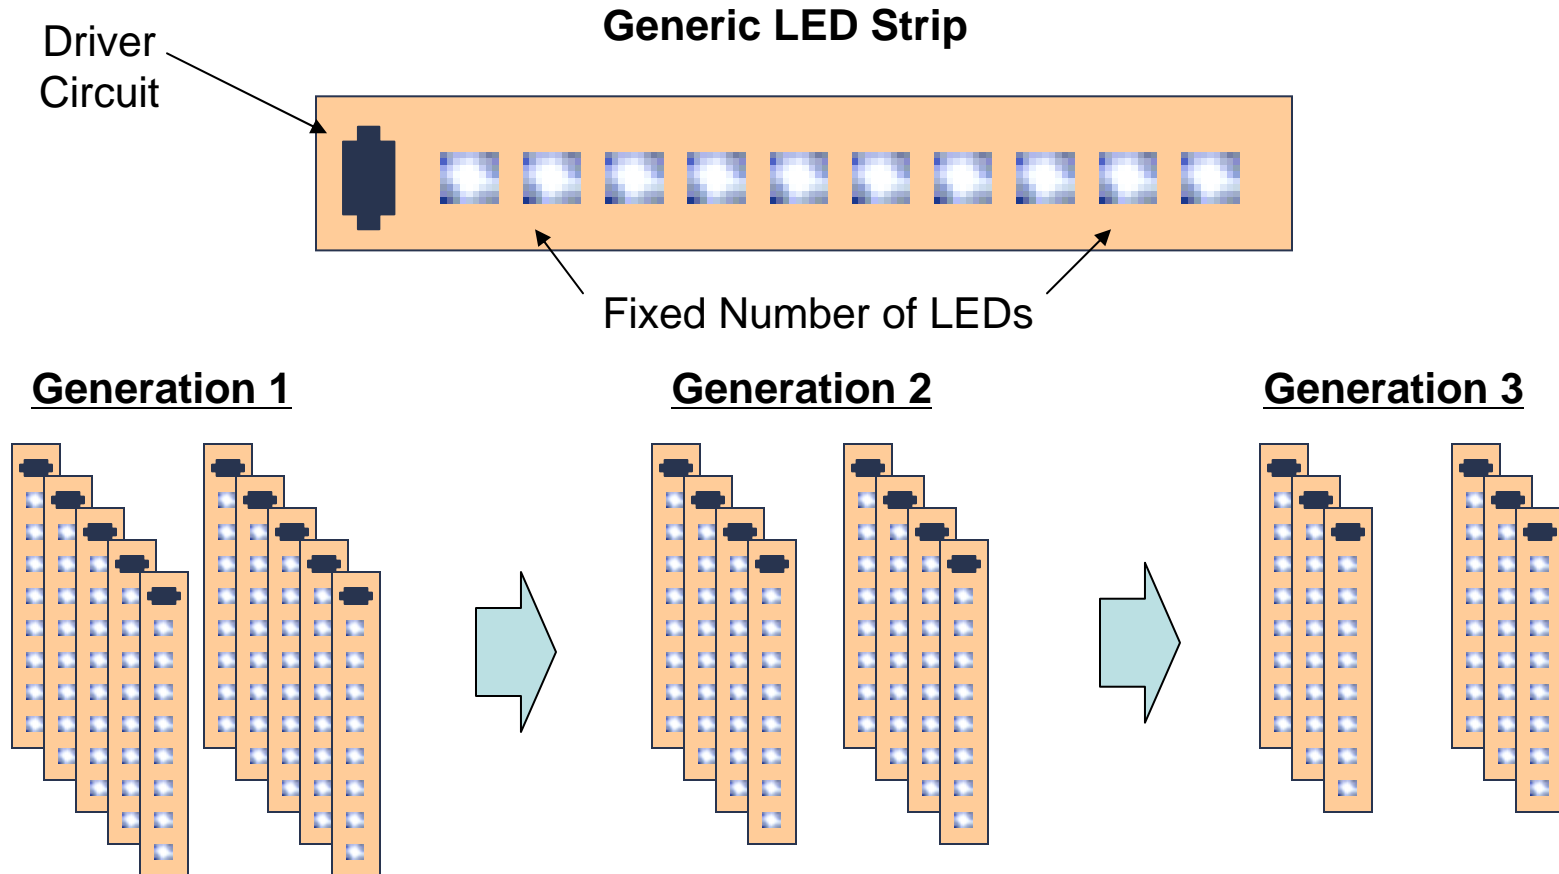 Generic LED Strip
Driver
Circuit
Fixed Number of LEDs
Generation 1
Generation 2
Generation 3